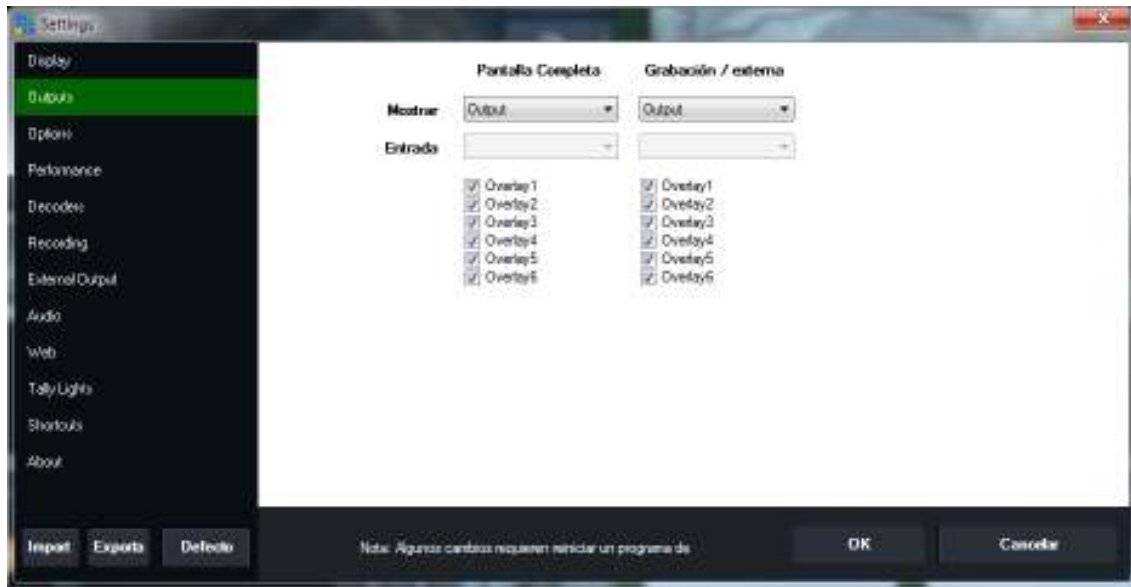 Settings
Display
Outputs
Options
Performance
Decoders
Recording
External Output
Audio
Web
Tally Lights
Shortcuts
About
Import Exporta Defecto
Pantalla Completa Grabación / externa
Mostrar Output Output
Entrada
Overlay1 Overlay1
Overlay2 Overlay2
Overlay3 Overlay3
Overlay4 Overlay4
Overlay5 Overlay5
Overlay6 Overlay6
Nota: Algunos cambios requieren reiniciar un programa de
OK Cancelar